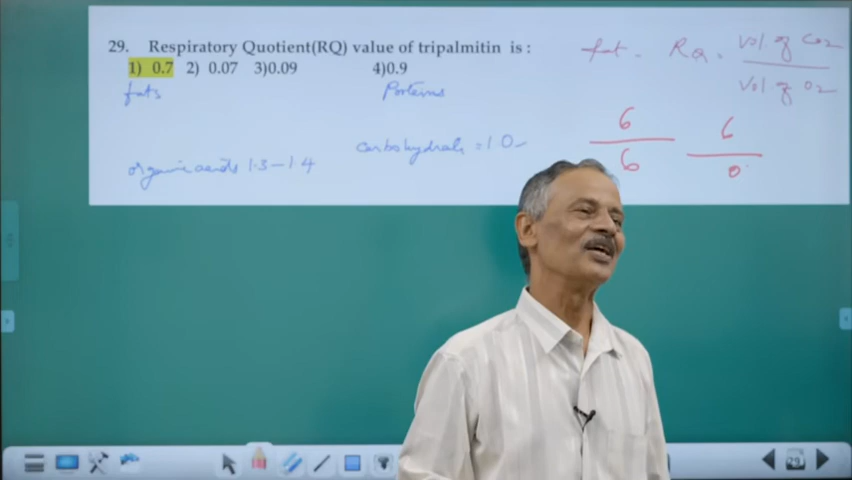 29. Respiratory Quotient(RQ) value of tripalmitin is :
1) 0.7 2) 0.07 3)0.09 4)0.9
fats Porteins
organic acids 1.3 - 1.4
carbohydrate = 1.0
fat - RQ . vol. of CO2
vol. of O2
6 6
6 0
29